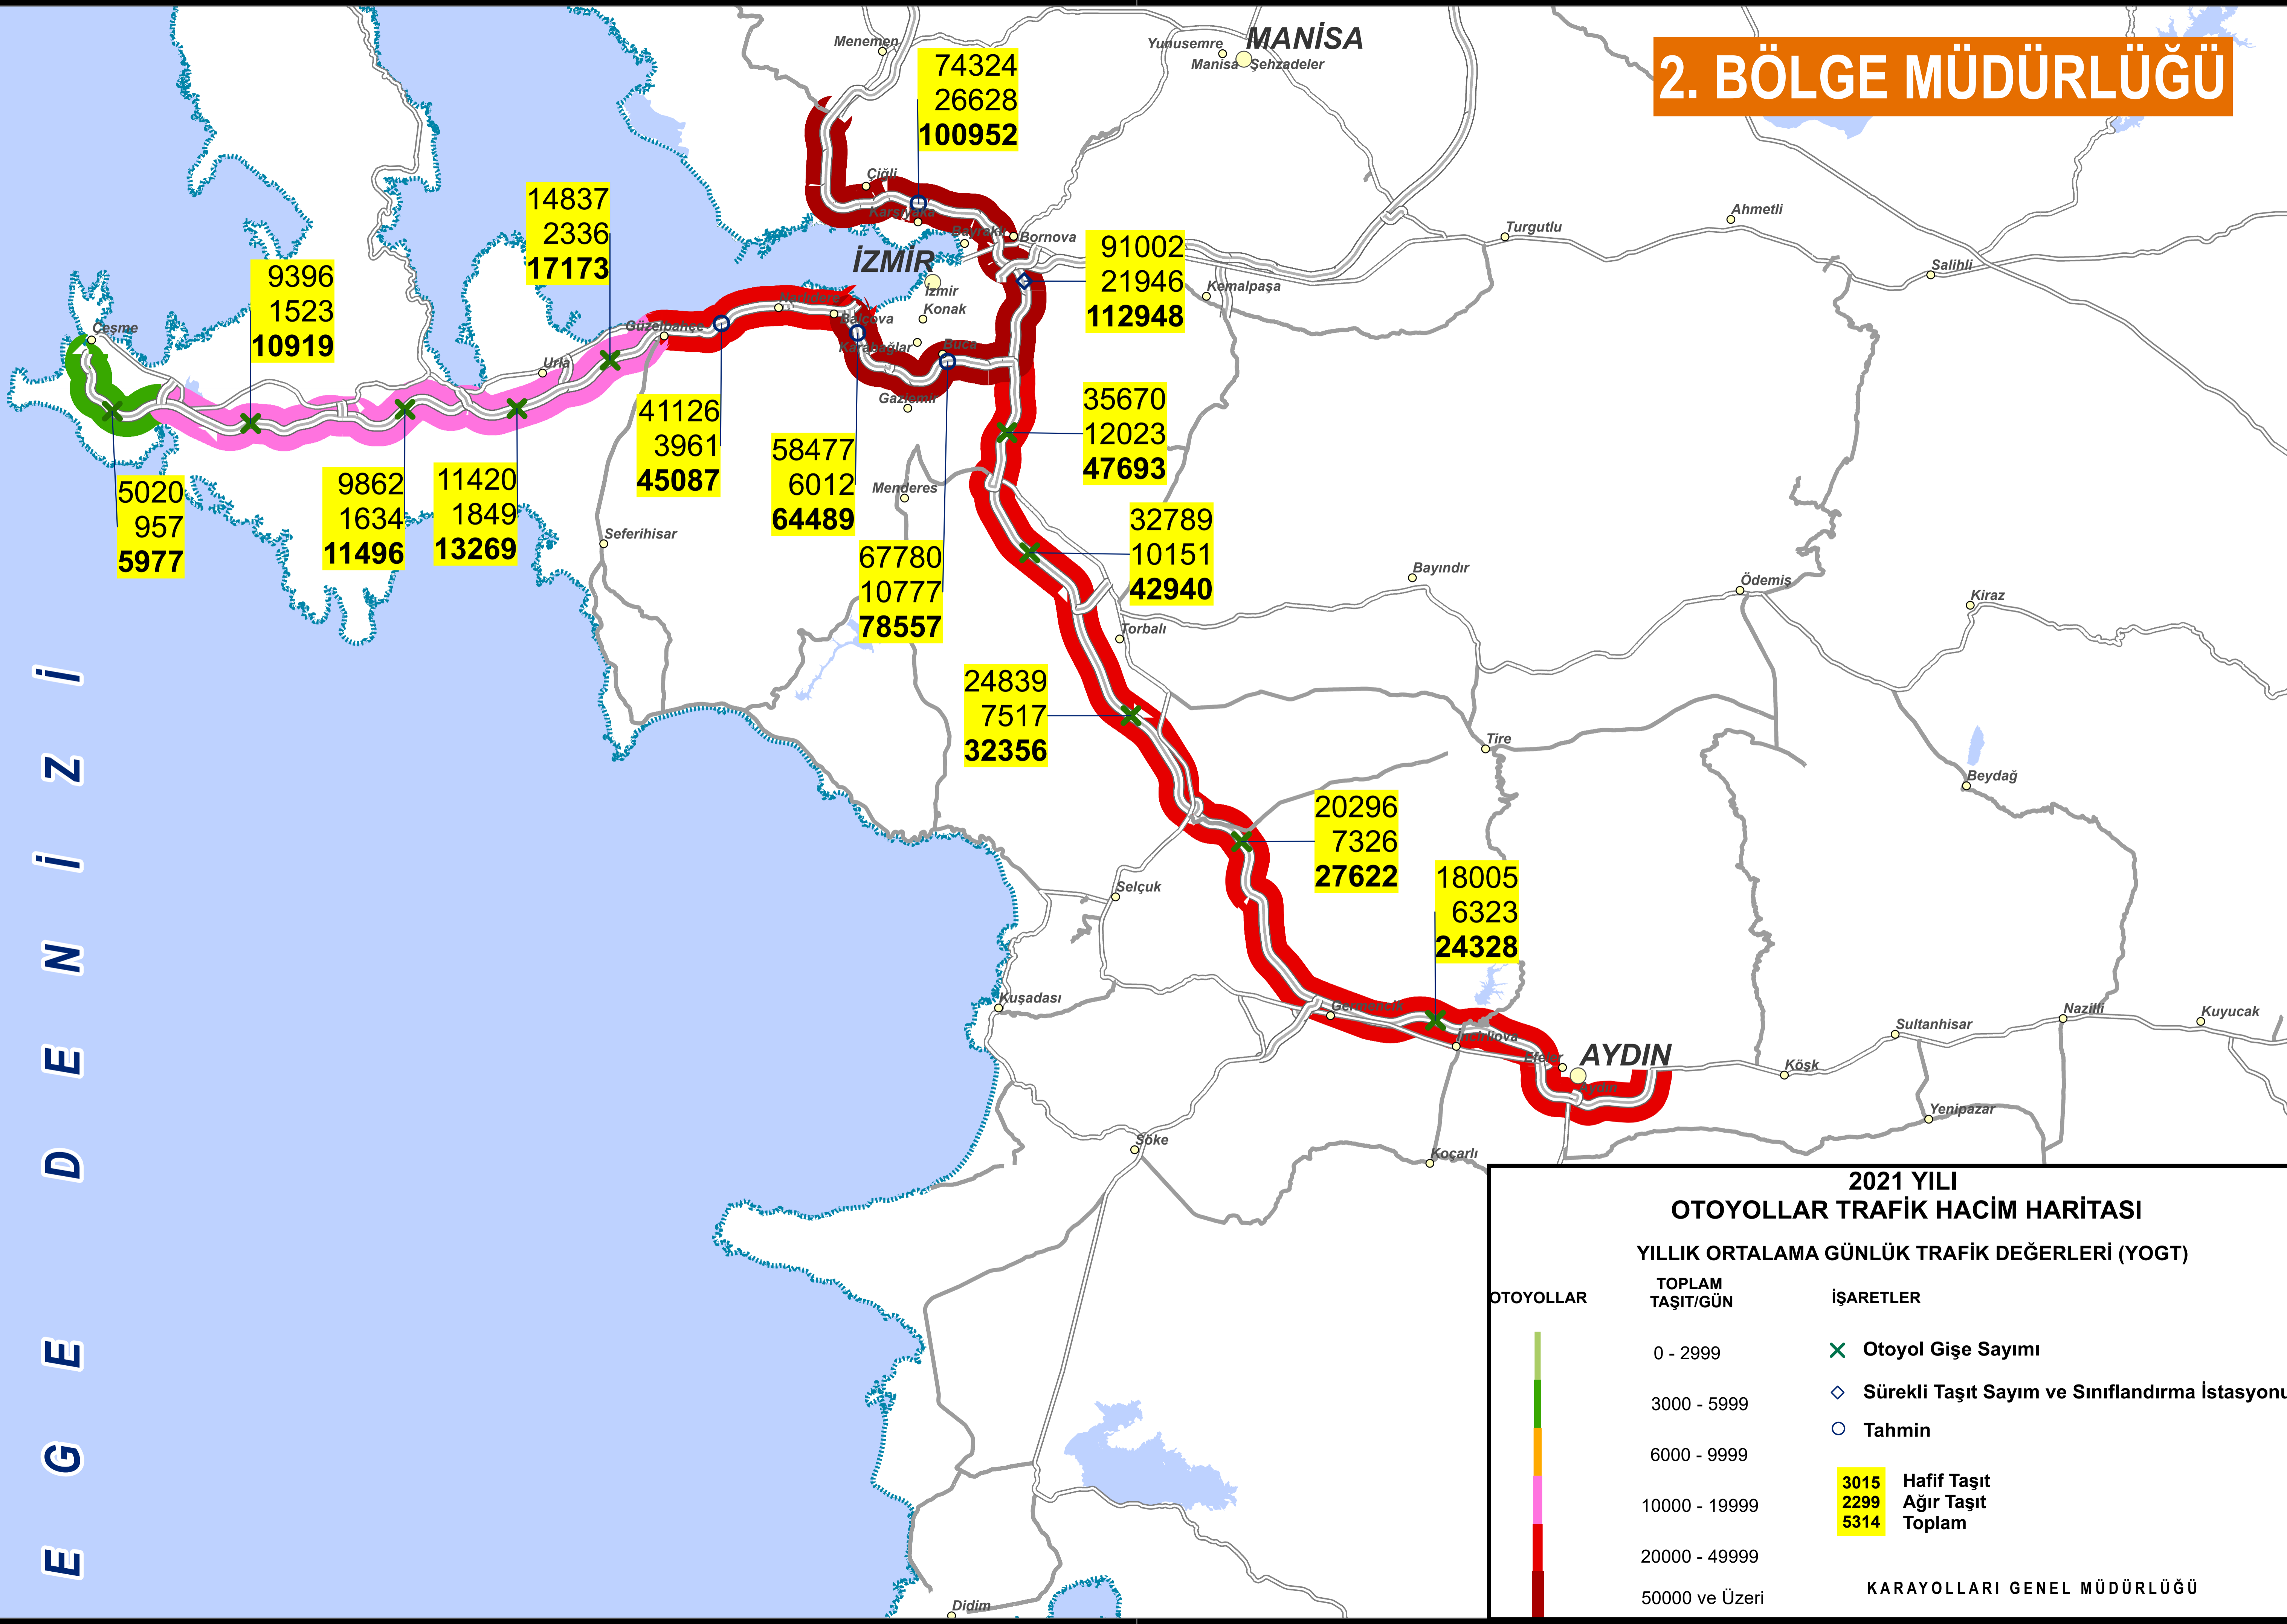 2. BÖLGE MÜDÜRLÜĞÜ
Menemen
Yunusemre
MANİSA
Manisa
Şehzadeler
74324
26628
100952
Çiğli
Karşıyaka
Bayraklı
Bornova
14837
2336
17173
Ahmetli
Turgutlu
Salihli
İZMİR
İzmir
Konak
91002
21946
112948
Kemalpaşa
9396
1523
10919
Çeşme
Narlıdere
Güzelbahçe
Balçova
Karabağlar
Buca
Urla
Gaziemir
41126
3961
45087
35670
12023
47693
58477
6012
64489
5020
957
5977
9862
1634
11496
11420
1849
13269
Menderes
Seferihisar
32789
10151
42940
67780
10777
78557
Bayındır
Ödemiş
Kiraz
Torbalı
24839
7517
32356
Tire
Beydağ
20296
7326
27622
18005
6323
24328
Selçuk
Kuşadası
Germencik
İncirliova
Efeler
AYDIN
Aydın
Köşk
Sultanhisar
Nazilli
Kuyucak
Yenipazar
Söke
Koçarlı
Didim
EGE DENİZİ
2021 YILI
OTOYOLLAR TRAFİK HACİM HARİTASI
YILLIK ORTALAMA GÜNLÜK TRAFİK DEĞERLERİ (YOGT)
OTOYOLLAR
TOPLAM
TAŞIT/GÜN
İŞARETLER
0 - 2999
3000 - 5999
6000 - 9999
10000 - 19999
20000 - 49999
50000 ve Üzeri
Otoyol Gişe Sayımı
Sürekli Taşıt Sayım ve Sınıflandırma İstasyonu
Tahmin
3015 Hafif Taşıt
2299 Ağır Taşıt
5314 Toplam
KARAYOLLARI GENEL MÜDÜRLÜĞÜ